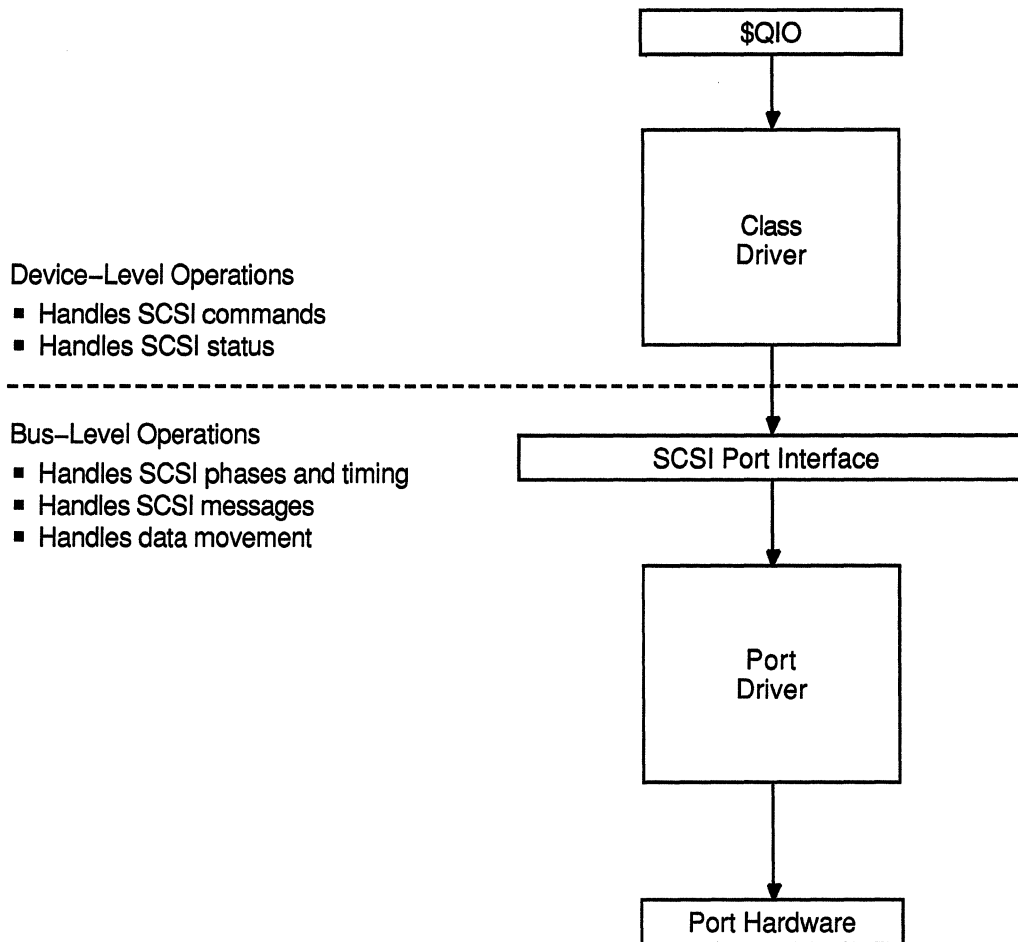 $QIO
Class
Driver
Device–Level Operations
▪ Handles SCSI commands
▪ Handles SCSI status
Bus–Level Operations
▪ Handles SCSI phases and timing
▪ Handles SCSI messages
▪ Handles data movement
SCSI Port Interface
Port
Driver
Port Hardware